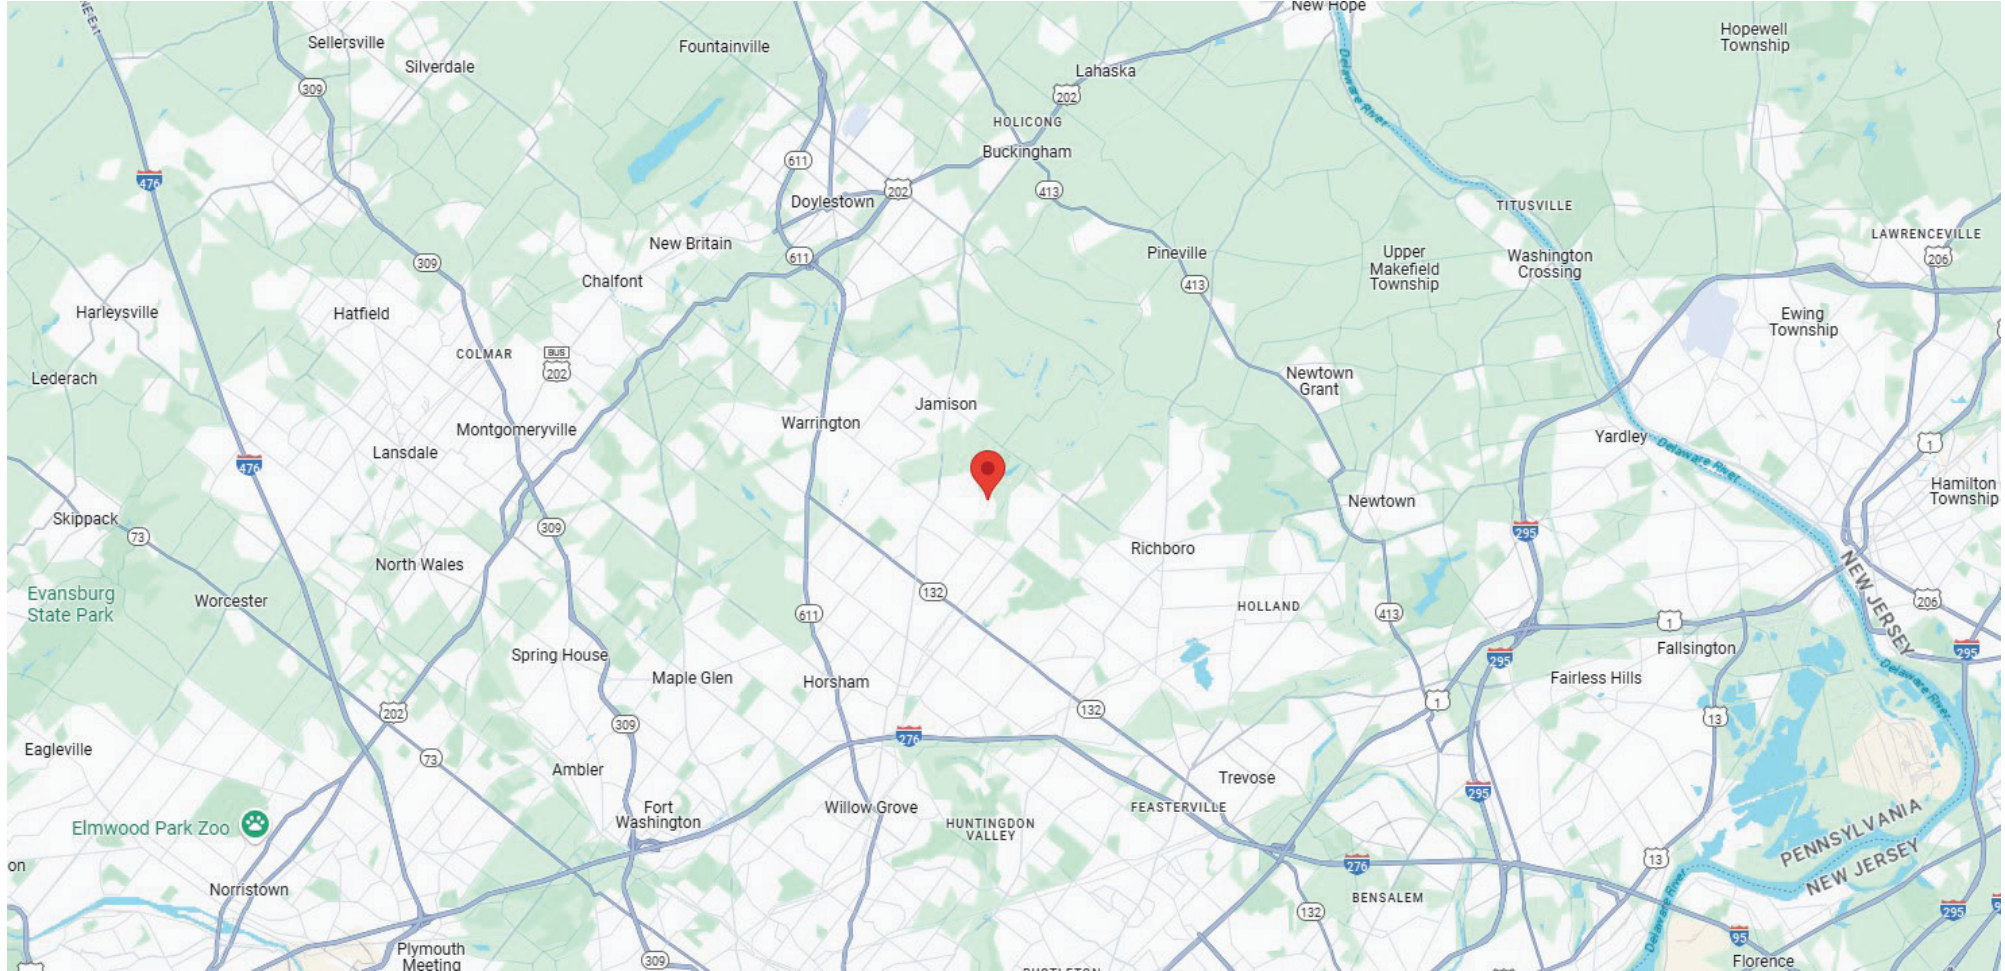 NE Ext
New Hope
Sellersville
Fountainville
Hopewell
Township
Silverdale
Lahaska
309
202
Delaware River
HOLICONG
Buckingham
611
476
202
413
Doylestown
TITUSVILLE
New Britain
LAWRENCEVILLE
611
Pineville
Upper
Makefield
Township
Washington
Crossing
206
309
Chalfont
413
Harleysville
Hatfield
Ewing
Township
COLMAR
BUS
202
Lederach
Newtown
Grant
Jamison
Warrington
Montgomeryville
Yardley
Delaware River
1
Lansdale
476
Hamilton
Township
Newtown
Skippack
73
309
295
Richboro
North Wales
NEW JERSEY
Evansburg
State Park
Worcester
132
HOLLAND
611
413
1
206
Spring House
295
Fallsington
295
Delaware River
Maple Glen
Horsham
Fairless Hills
202
309
132
1
13
276
Eagleville
73
Ambler
Trevose
295
Fort
Washington
Willow Grove
FEASTERVILLE
HUNTINGDON
VALLEY
Elmwood Park Zoo
PENNSYLVANIA
NEW JERSEY
13
on
276
Norristown
BENSALEM
Delaware River
132
295
95
Plymouth
Meeting
309
Florence